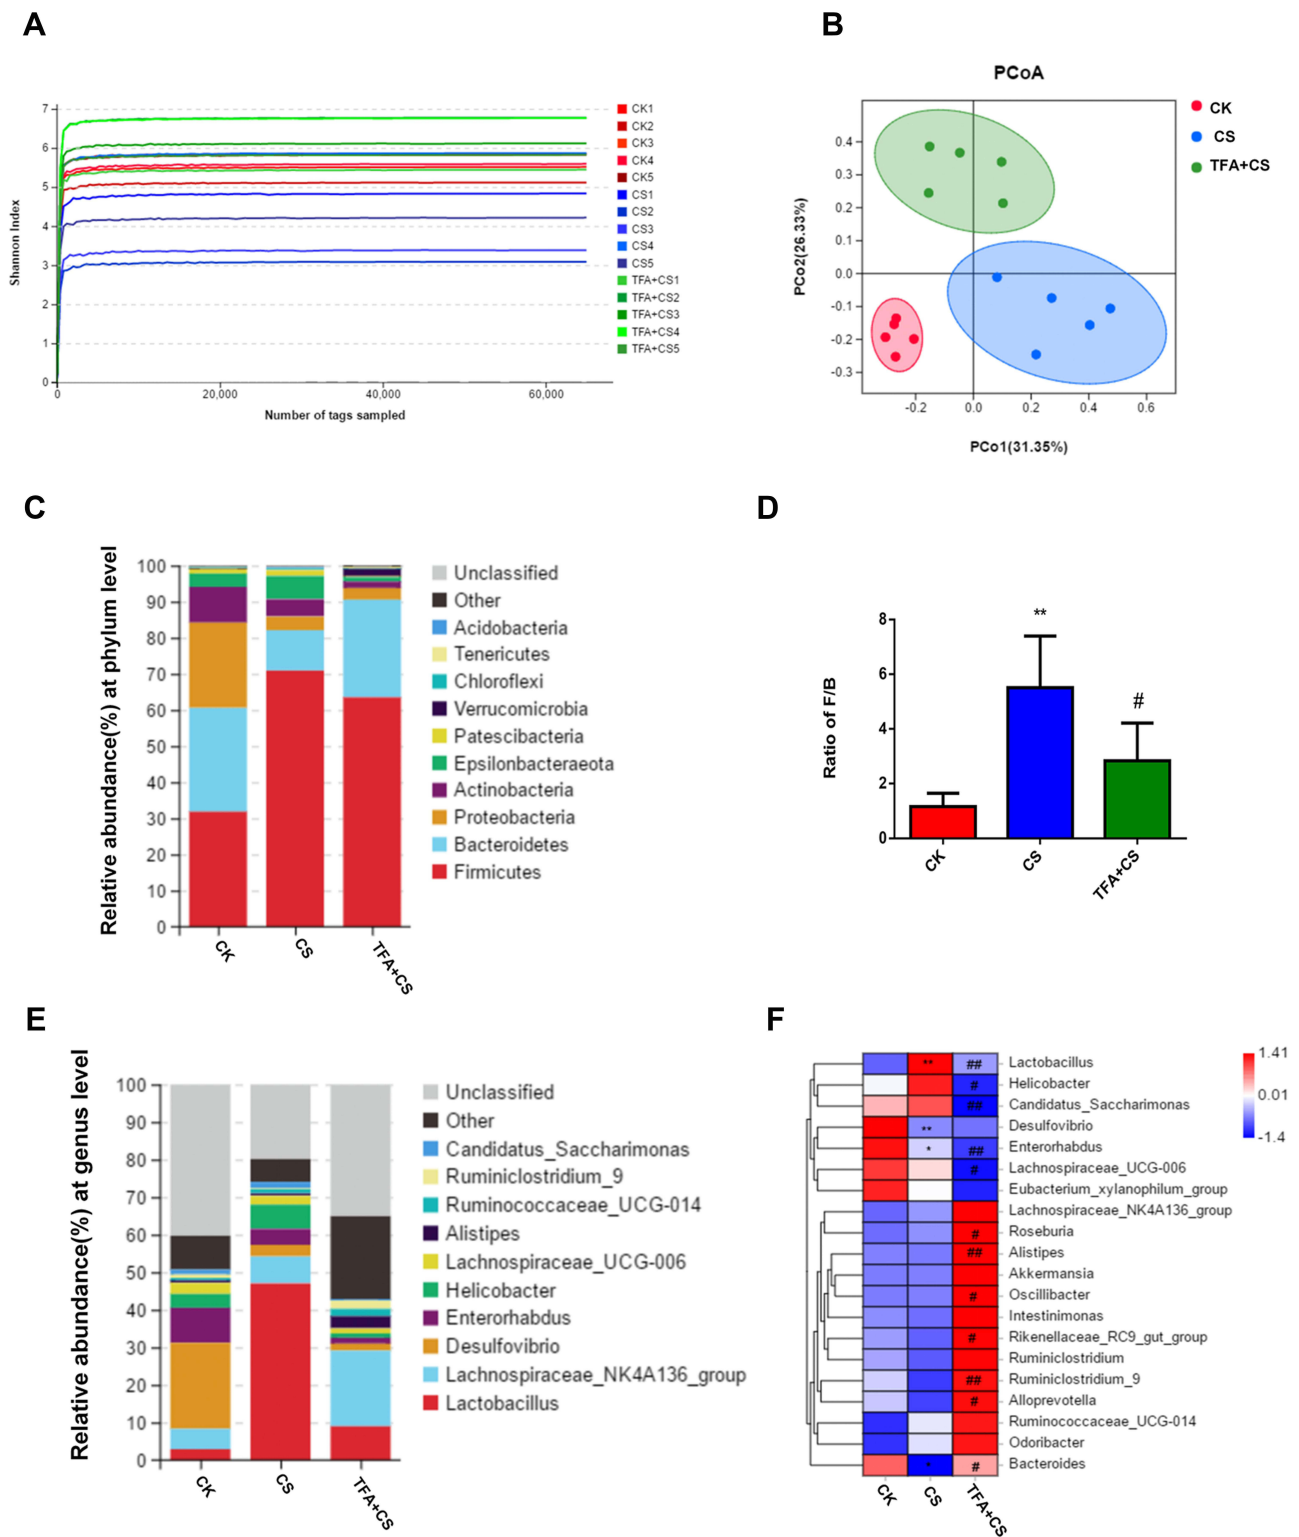 A
7
6
5
4
3
2
1
0
Shannon Index
0
20,000
40,000
60,000
Number of tags sampled
CK1
CK2
CK3
CK4
CK5
CS1
CS2
CS3
CS4
CS5
TFA+CS1
TFA+CS2
TFA+CS3
TFA+CS4
TFA+CS5
B
PCoA
0.4
0.3
0.2
0.1
0.0
-0.1
-0.2
-0.3
PCo2(26.33%)
-0.2
0.0
0.2
0.4
0.6
PCo1(31.35%)
CK
CS
TFA+CS
C
Relative abundance(%) at phylum level
100
90
80
70
60
50
40
30
20
10
0
CK
CS
TFA+CS
Unclassified
Other
Acidobacteria
Tenericutes
Chloroflexi
Verrucomicrobia
Patescibacteria
Epsilonbacteraeota
Actinobacteria
Proteobacteria
Bacteroidetes
Firmicutes
D
Ratio of F/B
8
6
4
2
0
**
#
CK
CS
TFA+CS
E
Relative abundance(%) at genus level
100
90
80
70
60
50
40
30
20
10
0
CK
CS
TFA+CS
Unclassified
Other
Candidatus_Saccharimonas
Ruminiclostridium_9
Ruminococcaceae_UCG-014
Alistipes
Lachnospiraceae_UCG-006
Helicobacter
Enterorhabdus
Desulfovibrio
Lachnospiraceae_NK4A136_group
Lactobacillus
F
** ## Lactobacillus
# Helicobacter
## Candidatus_Saccharimonas
** Desulfovibrio
* ## Enterorhabdus
# Lachnospiraceae_UCG-006
Eubacterium_xylanophilum_group
Lachnospiraceae_NK4A136_group
# Roseburia
## Alistipes
Akkermansia
# Oscillibacter
Intestinimonas
# Rikenellaceae_RC9_gut_group
Ruminiclostridium
## Ruminiclostridium_9
# Alloprevotella
Ruminococcaceae_UCG-014
Odoribacter
* # Bacteroides
CK
CS
TFA+CS
1.41
0.01
-1.4